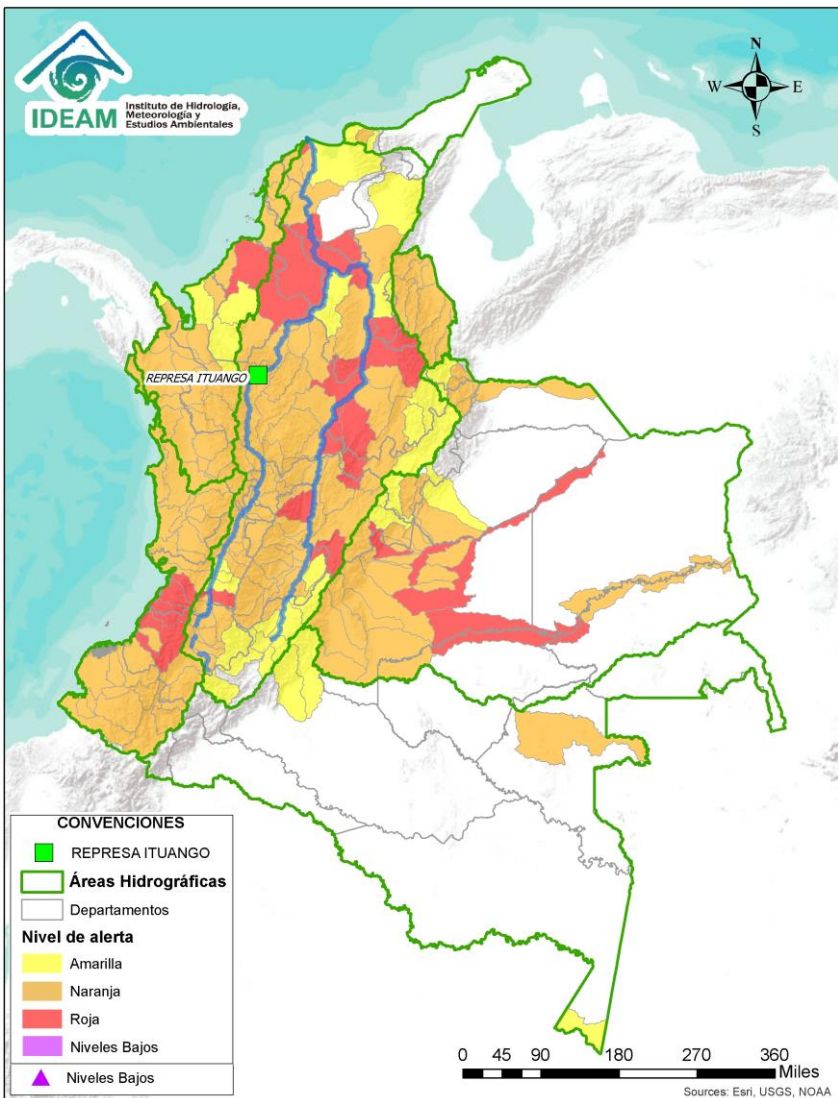 IDEAM
Instituto de Hidrología,
Meteorología y
Estudios Ambientales
N
W
E
S
REPRESA ITUANGO
CONVENCIONES
REPRESA ITUANGO
Áreas Hidrográficas
Departamentos
Nivel de alerta
Amarilla
Naranja
Roja
Niveles Bajos
Niveles Bajos
0 45 90 180 270 360
Miles
Sources: Esri, USGS, NOAA